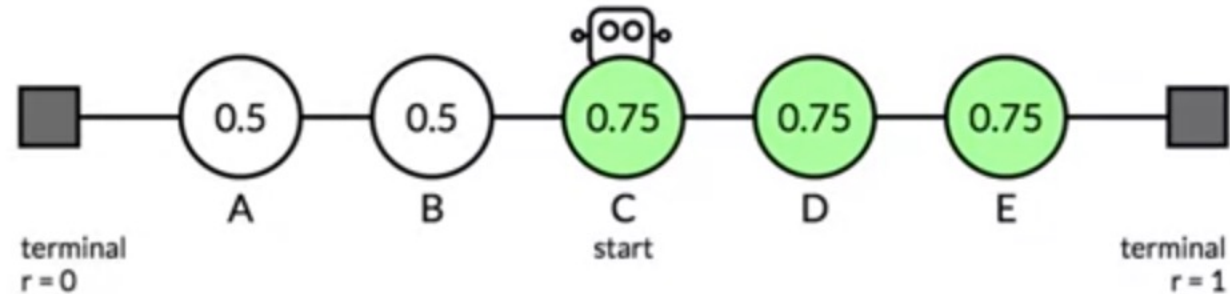 0.5 0.5 0.75 0.75 0.75
A B C D E
terminal start terminal
r = 0 r = 1